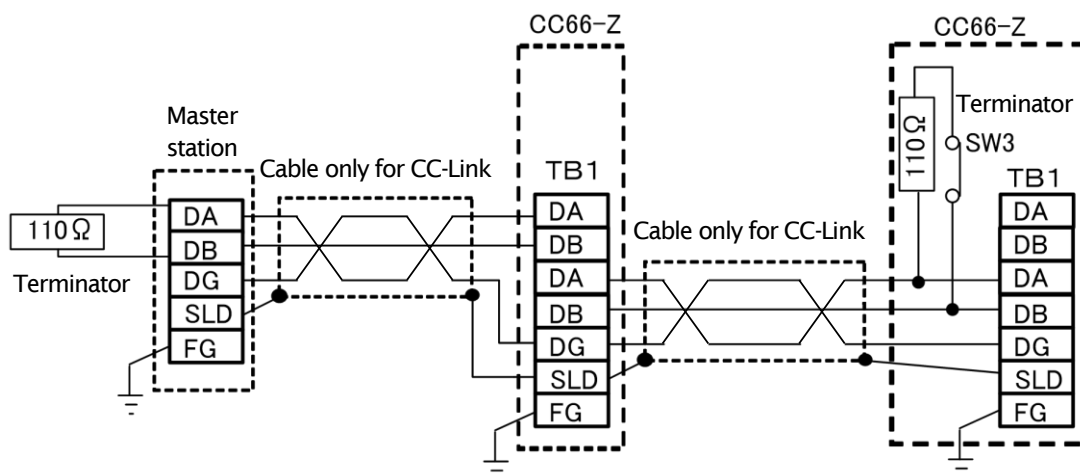 CC66-Z
CC66-Z
Master
station
Cable only for CC-Link
110Ω
Terminator
DA
DB
DG
SLD
FG
TB1
DA
DB
DA
DB
DG
SLD
FG
Cable only for CC-Link
110Ω
Terminator
SW3
TB1
DA
DB
DA
DB
DG
SLD
FG